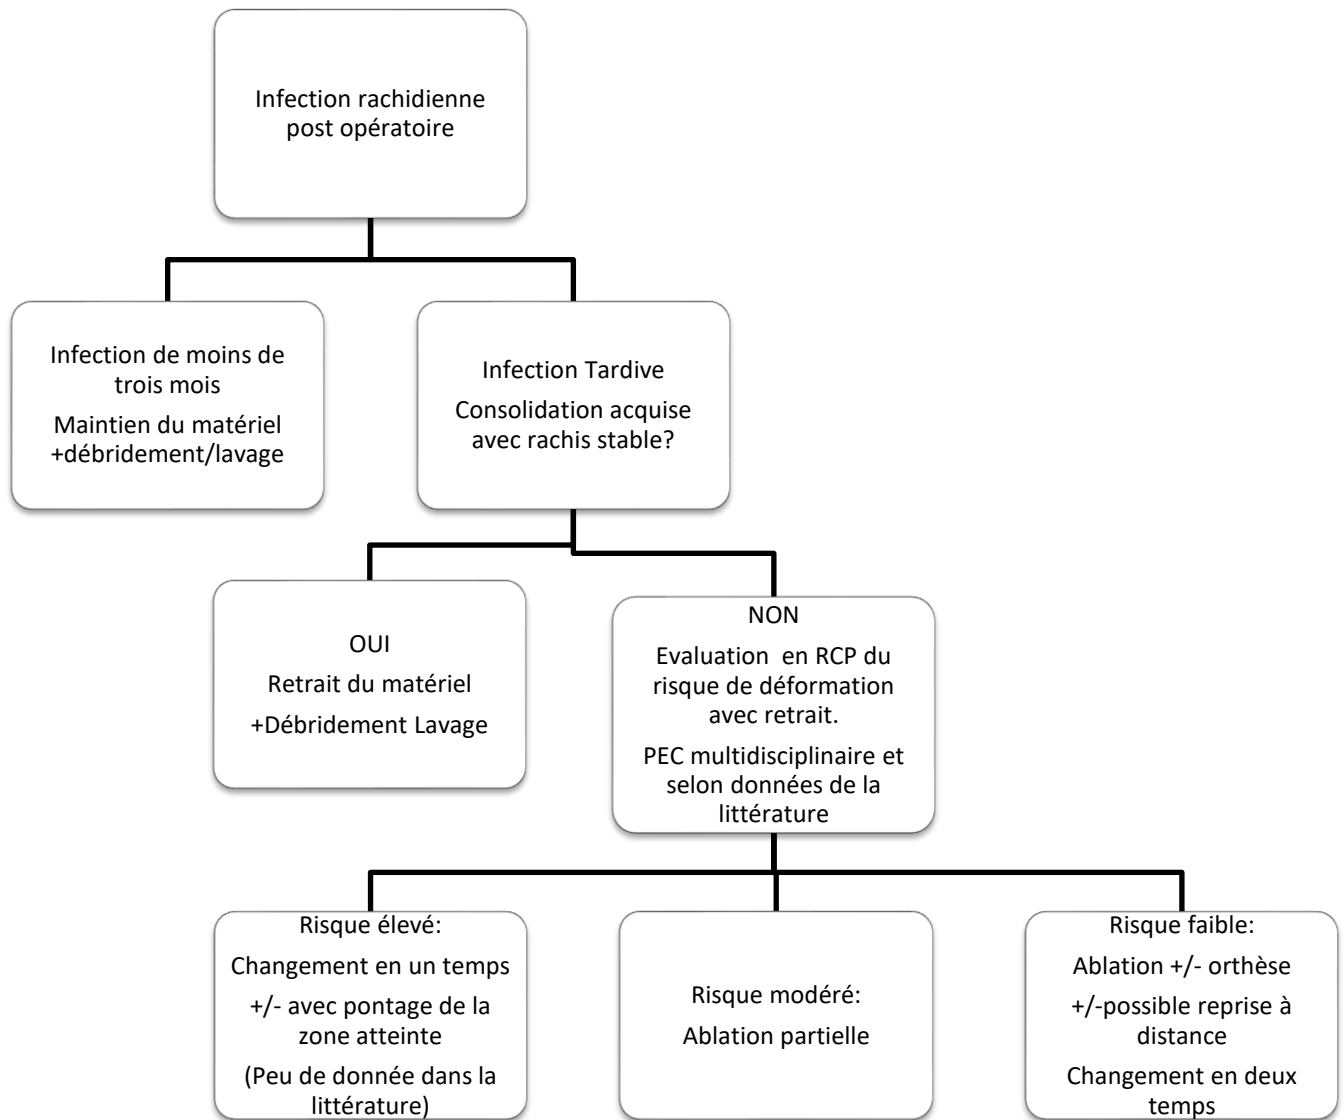 Infection rachidienne
post opératoire
Infection de moins de
trois mois
Maintien du matériel
+débridement/lavage
Infection Tardive
Consolidation acquise
avec rachis stable?
OUI
Retrait du matériel
+Débridement Lavage
NON
Evaluation en RCP du
risque de déformation
avec retrait.
PEC multidisciplinaire et
selon données de la
littérature
Risque élevé:
Changement en un temps
+/- avec pontage de la
zone atteinte
(Peu de donnée dans la
littérature)
Risque modéré:
Ablation partielle
Risque faible:
Ablation +/- orthèse
+/-possible reprise à
distance
Changement en deux
temps